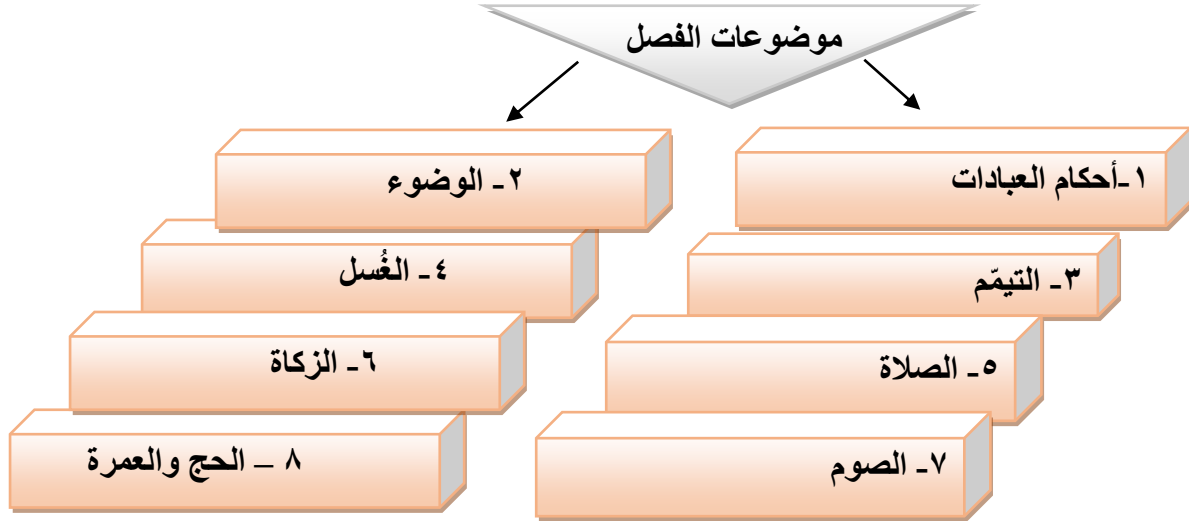 موضوعات الفصل
١-أحكام العبادات
٢- الوضوء
٣- التيمّم
٤- الغُسل
٥- الصلاة
٦- الزكاة
٧- الصوم
٨ – الحج والعمرة